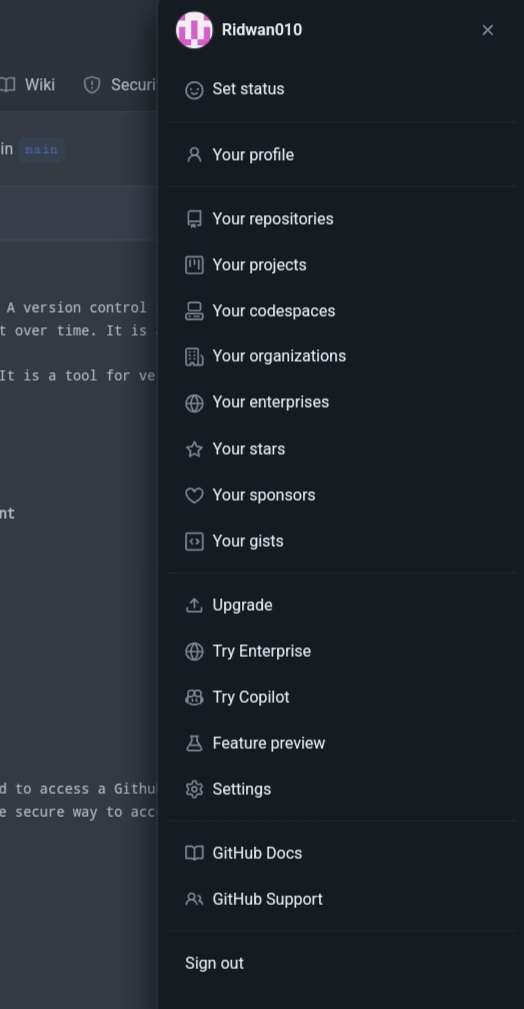 Ridwan010
Wiki
Securi
Set status
in main
Your profile
Your repositories
Your projects
A version control
Your codespaces
t over time. It is
Your organizations
It is a tool for ve
Your enterprises
Your stars
Your sponsors
nt
Your gists
Upgrade
Try Enterprise
Try Copilot
Feature preview
d to access a Githu
Settings
e secure way to acc
GitHub Docs
GitHub Support
Sign out